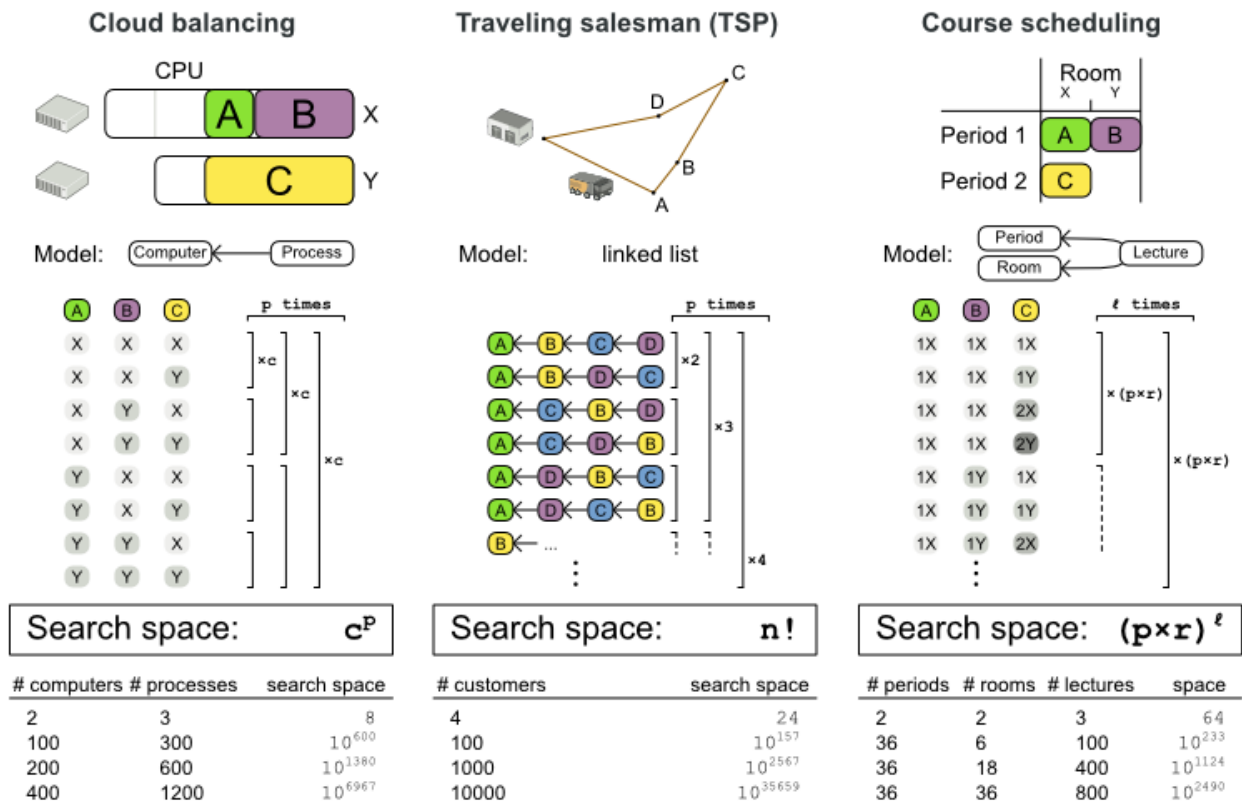 Cloud balancing
CPU
A B X
C Y
Model: Computer Process
A B C p times
X X X
X X Y
X Y X
X Y Y
Y X X
Y X Y
Y Y X
Y Y Y
×c ×c ×c
Search space: c^p
# computers # processes search space
2 3 8
100 300 10^600
200 600 10^1380
400 1200 10^6967
Traveling salesman (TSP)
C
D
B
A
Model: linked list
p times
A B C D
A B D C
A C B D
A C D B
A D B C
A D C B
B ...
×2 ×3 ×4
Search space: n!
# customers search space
4 24
100 10^157
1000 10^2567
10000 10^35659
Course scheduling
Room
X Y
Period 1 A B
Period 2 C
Model: Period Room Lecture
A B C ℓ times
1X 1X 1X
1X 1X 1Y
1X 1X 2X
1X 1X 2Y
1X 1Y 1X
1X 1Y 1Y
1X 1Y 2X
×(p×r) ×(p×r)
Search space: (p×r)^ℓ
# periods # rooms # lectures space
2 2 3 64
36 6 100 10^233
36 18 400 10^1124
36 36 800 10^2490